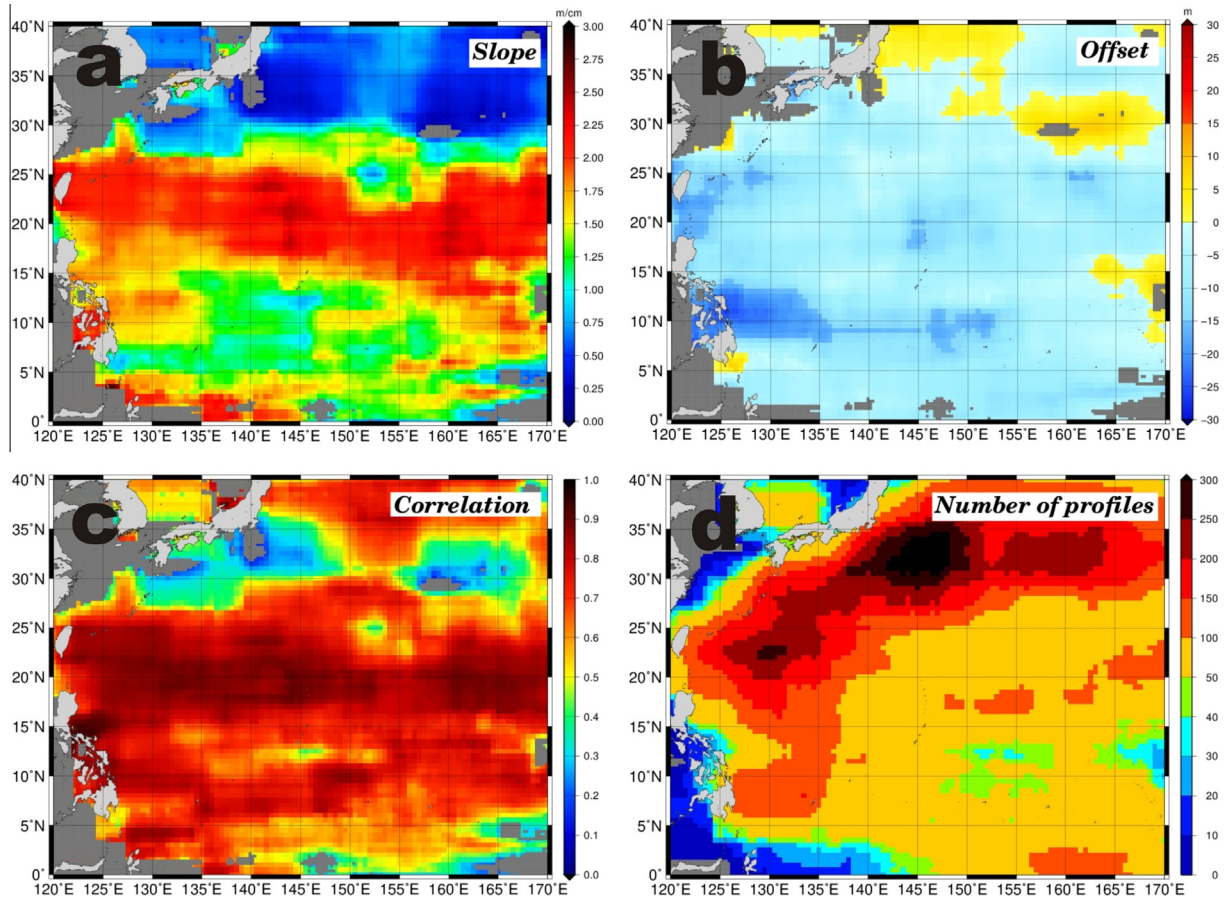 m/cm
a
Slope
40°N
35°N
30°N
25°N
20°N
15°N
10°N
5°N
0°
120°E 125°E 130°E 135°E 140°E 145°E 150°E 155°E 160°E 165°E 170°E
3.00
2.75
2.50
2.25
2.00
1.75
1.50
1.25
1.00
0.75
0.50
0.25
0.00
m
b
Offset
40°N
35°N
30°N
25°N
20°N
15°N
10°N
5°N
0°
120°E 125°E 130°E 135°E 140°E 145°E 150°E 155°E 160°E 165°E 170°E
30
25
20
15
10
5
0
−5
−10
−15
−20
−25
−30
c
Correlation
40°N
35°N
30°N
25°N
20°N
15°N
10°N
5°N
0°
120°E 125°E 130°E 135°E 140°E 145°E 150°E 155°E 160°E 165°E 170°E
1.0
0.9
0.8
0.7
0.6
0.5
0.4
0.3
0.2
0.1
0.0
d
Number of profiles
40°N
35°N
30°N
25°N
20°N
15°N
10°N
5°N
0°
120°E 125°E 130°E 135°E 140°E 145°E 150°E 155°E 160°E 165°E 170°E
300
250
200
150
100
50
40
30
20
10
0